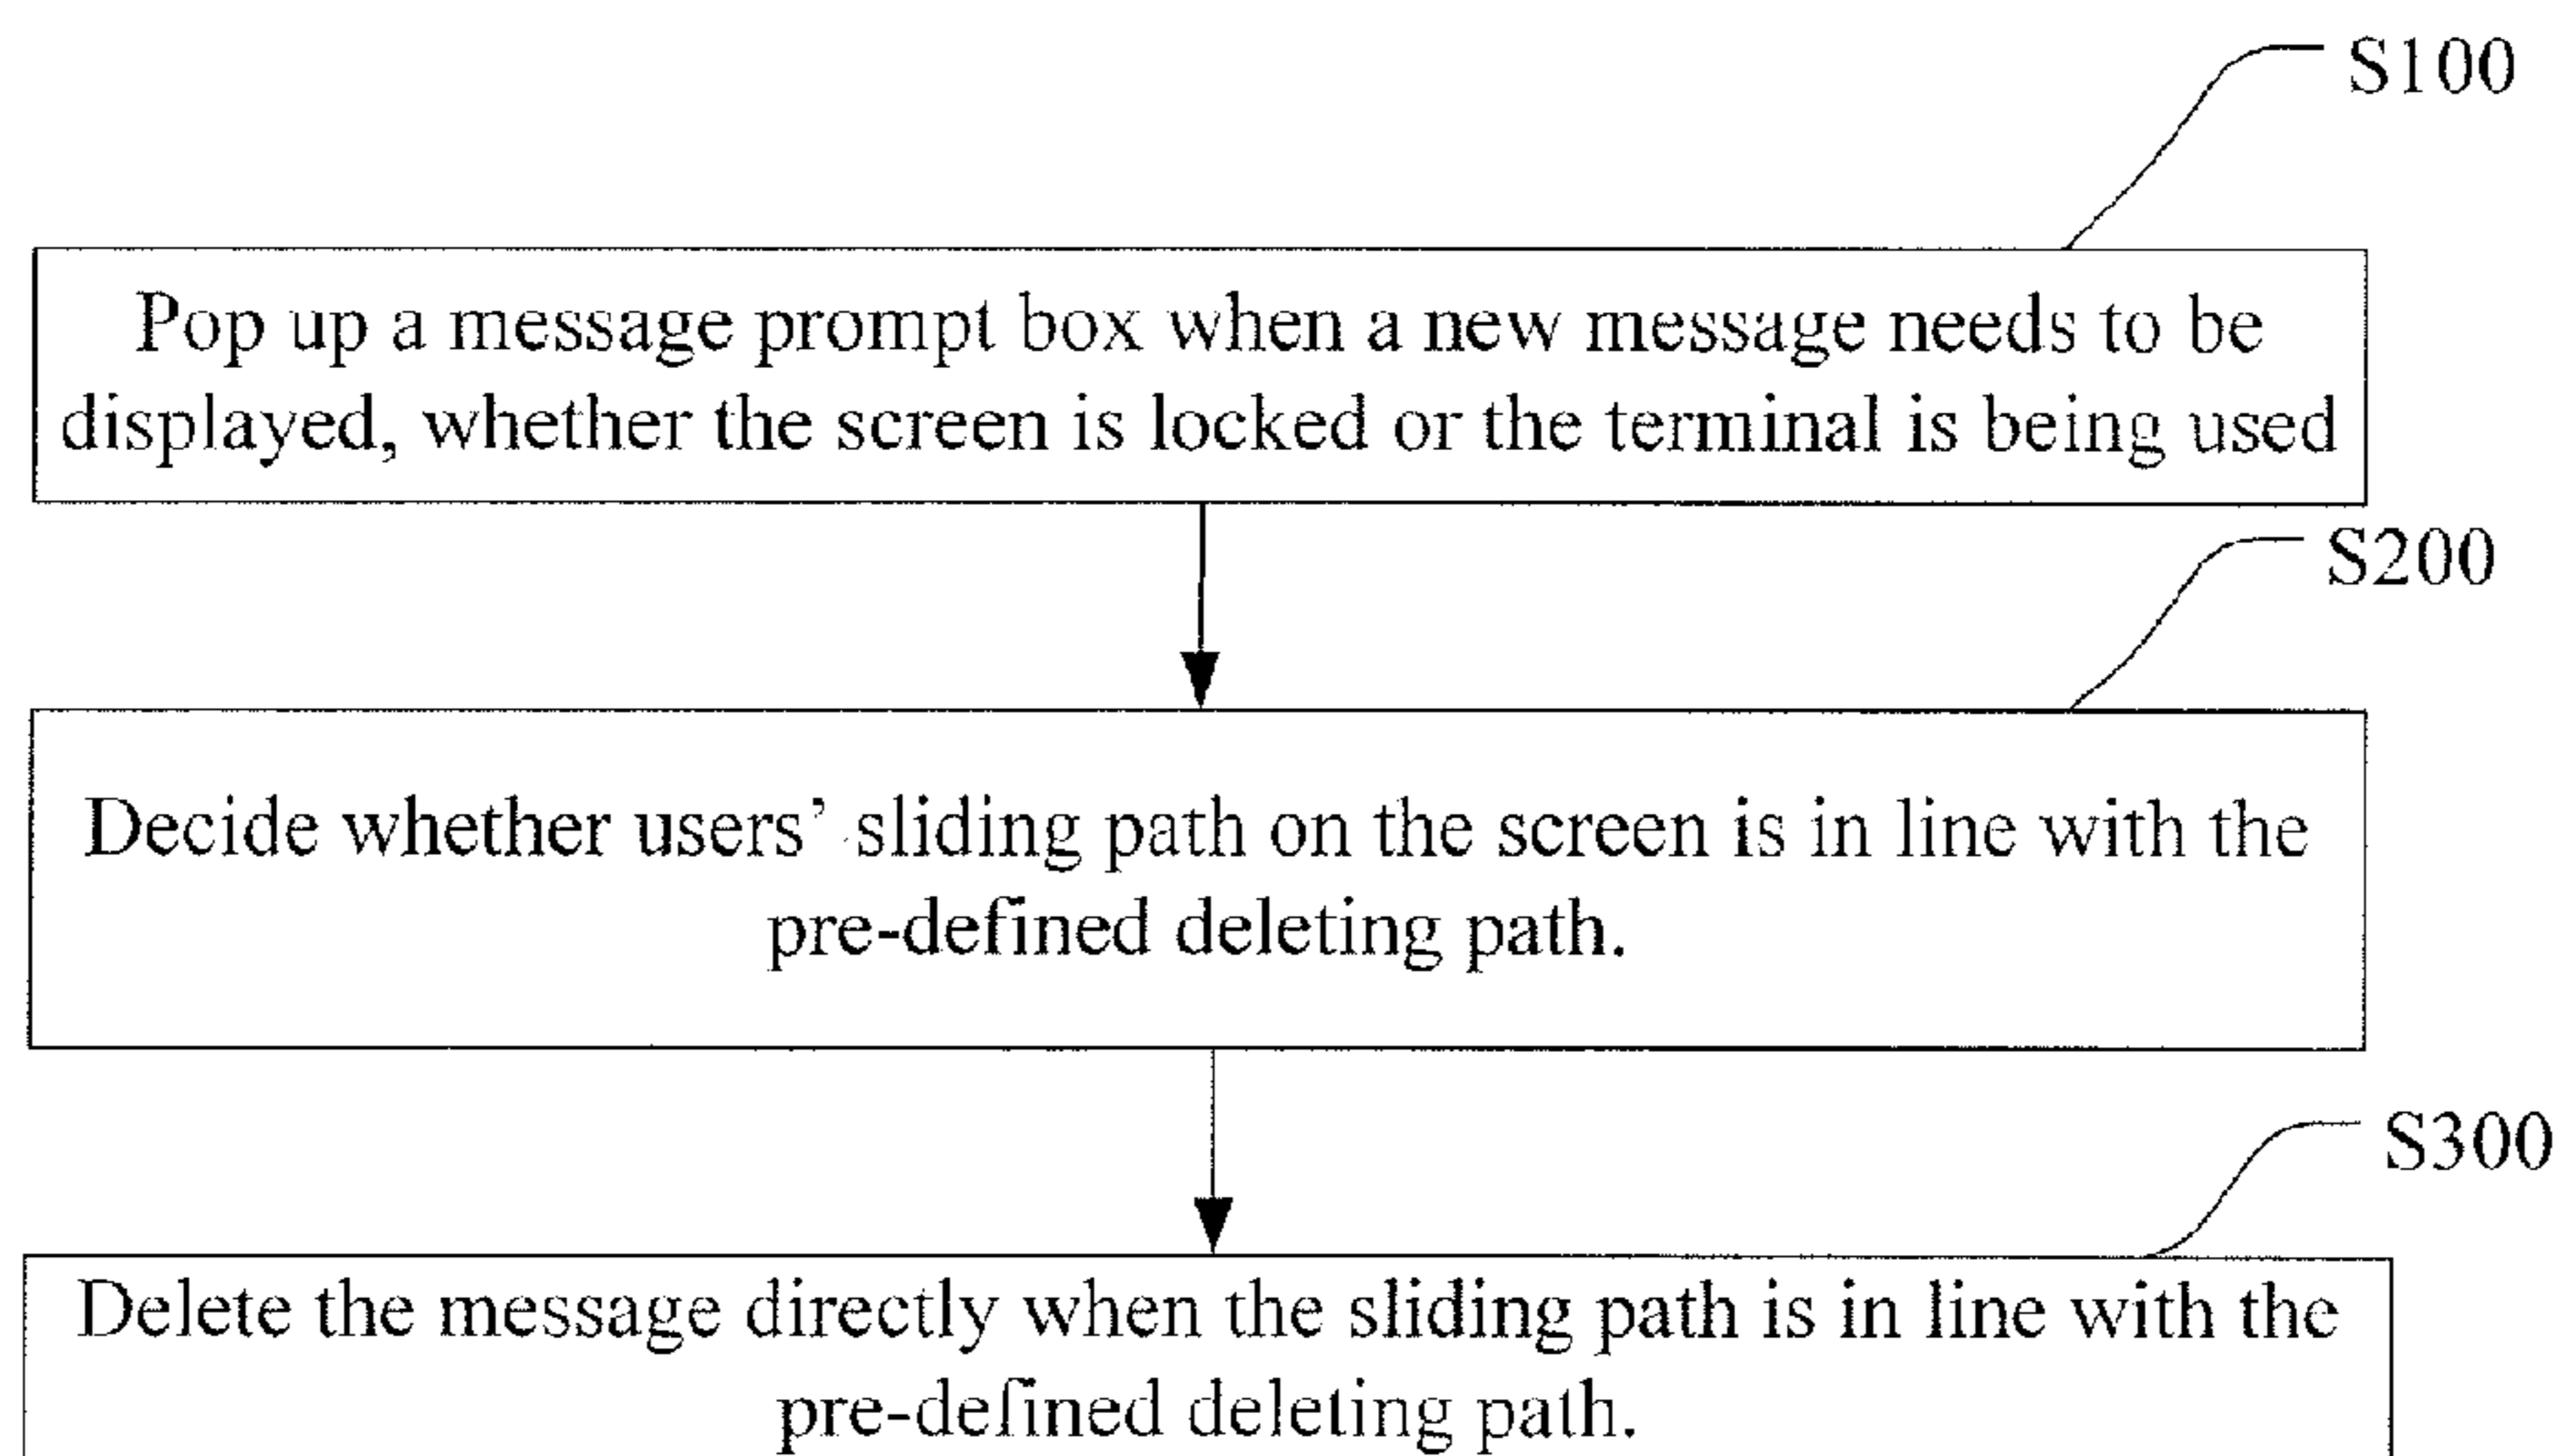 S100
Pop up a message prompt box when a new message needs to be
displayed, whether the screen is locked or the terminal is being used
S200
Decide whether users’ sliding path on the screen is in line with the
pre-defined deleting path.
S300
Delete the message directly when the sliding path is in line with the
pre-defined deleting path.